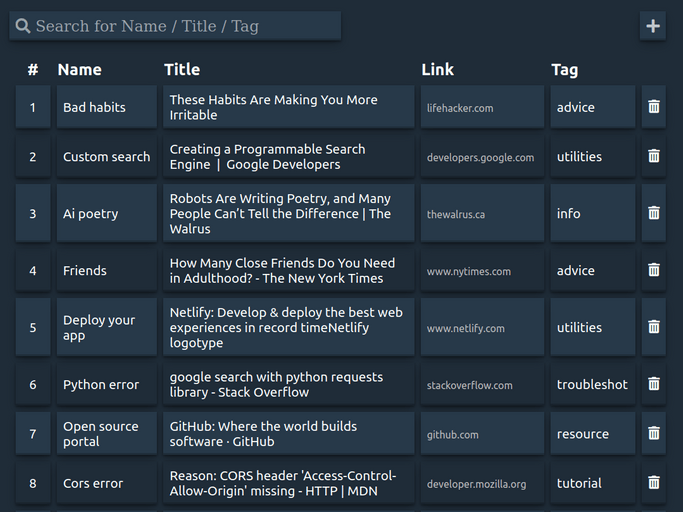 Search for Name / Title / Tag
# Name Title Link Tag
1 Bad habits These Habits Are Making You More lifehacker.com advice
Irritable
2 Custom search Creating a Programmable Search developers.google.com utilities
Engine | Google Developers
3 Ai poetry Robots Are Writing Poetry, and Many thewalrus.ca info
People Can't Tell the Difference | The
Walrus
4 Friends How Many Close Friends Do You Need www.nytimes.com advice
in Adulthood? - The New York Times
5 Deploy your Netlify: Develop & deploy the best web www.netlify.com utilities
app experiences in record timeNetlify
logotype
6 Python error google search with python requests stackoverflow.com troubleshot
library - Stack Overflow
7 Open source GitHub: Where the world builds github.com resource
portal software · GitHub
8 Cors error Reason: CORS header 'Access-Control- developer.mozilla.org tutorial
Allow-Origin' missing - HTTP | MDN